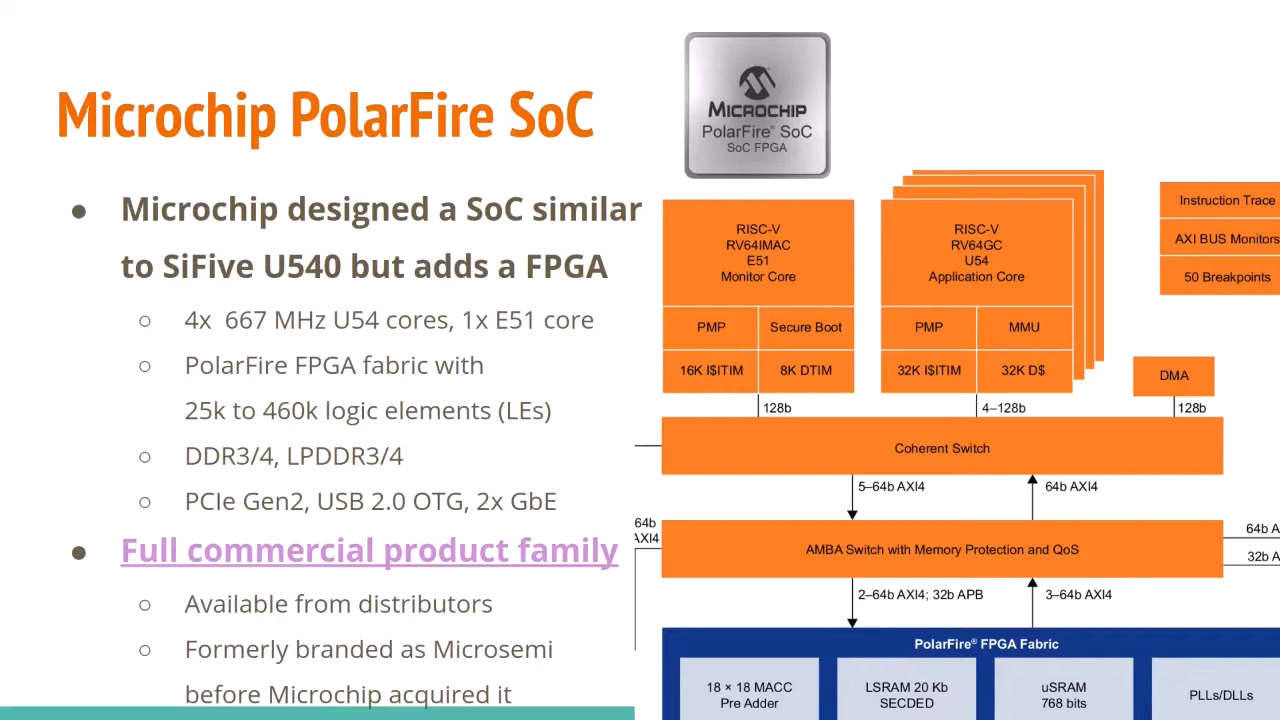 Microchip PolarFire SoC
● Microchip designed a SoC similar
to SiFive U540 but adds a FPGA
○ 4x 667 MHz U54 cores, 1x E51 core
○ PolarFire FPGA fabric with
25k to 460k logic elements (LEs)
○ DDR3/4, LPDDR3/4
○ PCIe Gen2, USB 2.0 OTG, 2x GbE
● Full commercial product family
○ Available from distributors
○ Formerly branded as Microsemi
before Microchip acquired it
MICROCHIP
PolarFire® SoC
SoC FPGA
RISC-V
RV64IMAC
E51
Monitor Core
PMP
Secure Boot
16K I$ITIM
8K DTIM
RISC-V
RV64GC
U54
Application Core
PMP
MMU
32K I$ITIM
32K D$
Instruction Trace
AXI BUS Monitors
50 Breakpoints
DMA
128b
4–128b
128b
Coherent Switch
5–64b AXI4
64b AXI4
64b
AXI4
AMBA Switch with Memory Protection and QoS
64b A
32b A
2–64b AXI4; 32b APB
3–64b AXI4
PolarFire® FPGA Fabric
18 × 18 MACC
Pre Adder
LSRAM 20 Kb
SECDED
uSRAM
768 bits
PLLs/DLLs